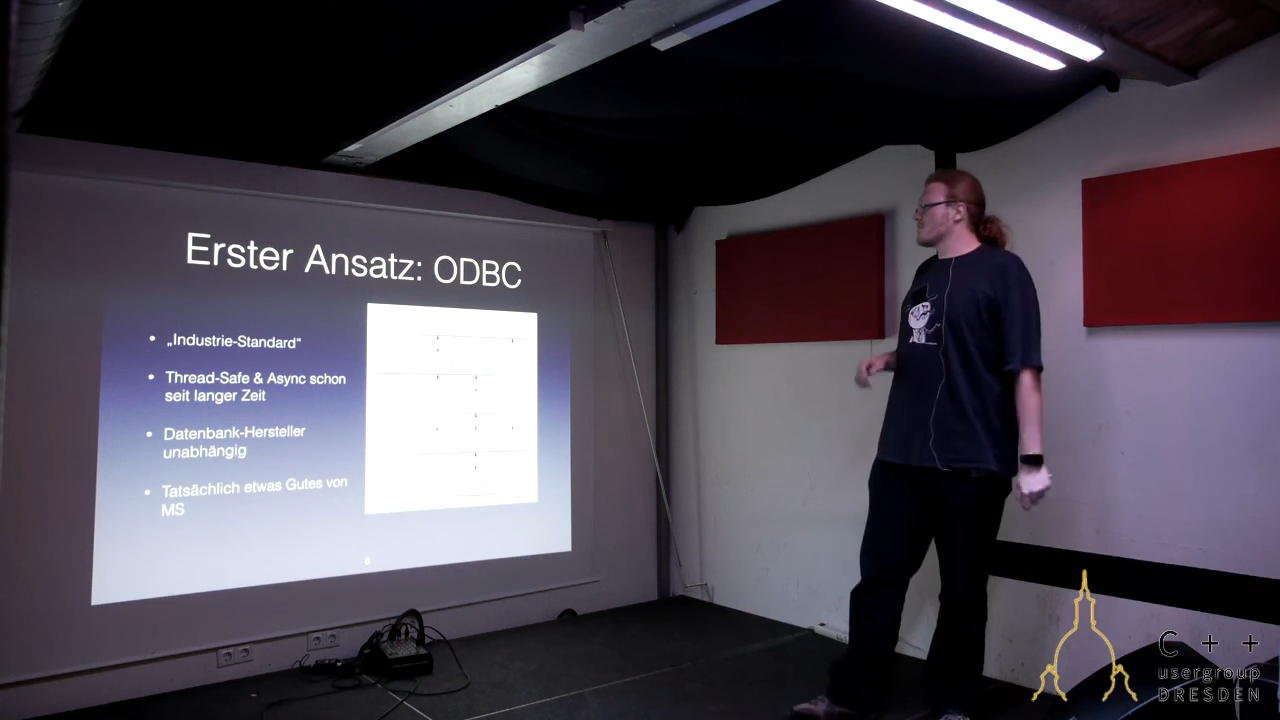 Erster Ansatz: ODBC
• „Industrie-Standard“
• Thread-Safe & Async schon
seit langer Zeit
• Datenbank-Hersteller
unabhängig
• Tatsächlich etwas Gutes von
MS
C++
usergroup
DRESDEN